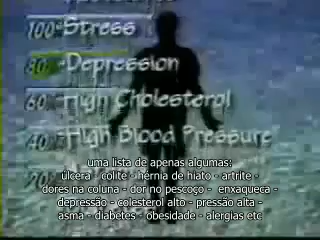 100% Stress
80% Depression
60% High Cholesterol
40% High Blood Pressure
20%
uma lista de apenas algumas:
úlcera - colite - hérnia de hiato - artrite -
dores na coluna - dor no pescoço - enxaqueca -
depressão - colesterol alto - pressão alta -
asma - diabetes - obesidade - alergias etc